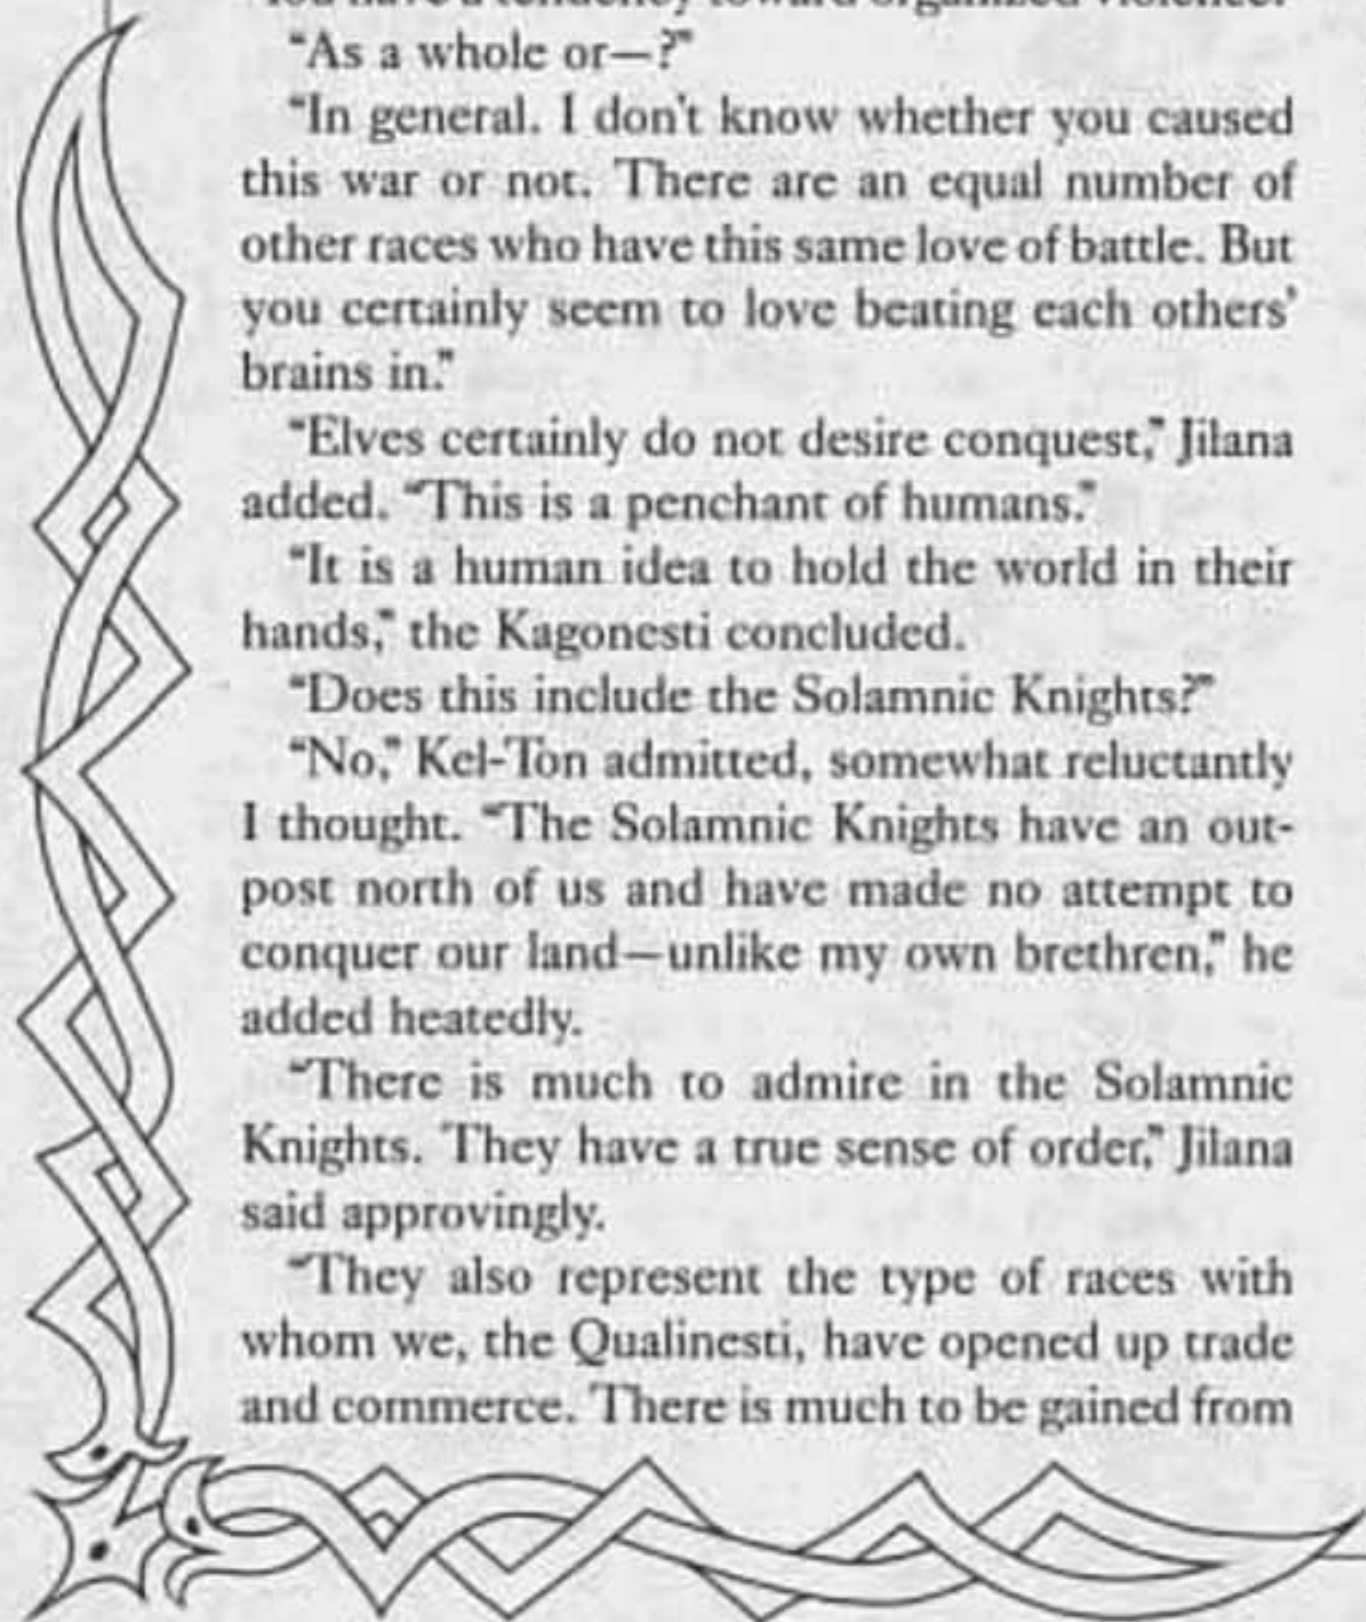 "As a whole or—?"
"In general. I don't know whether you caused
this war or not. There are an equal number of
other races who have this same love of battle. But
you certainly seem to love beating each others'
brains in."
"Elves certainly do not desire conquest," Jilana
added. "This is a penchant of humans."
"It is a human idea to hold the world in their
hands," the Kagonesti concluded.
"Does this include the Solamnic Knights?"
"No," Kel-Ton admitted, somewhat reluctantly
I thought. "The Solamnic Knights have an out-
post north of us and have made no attempt to
conquer our land—unlike my own brethren," he
added heatedly.
"There is much to admire in the Solamnic
Knights. They have a true sense of order," Jilana
said approvingly.
"They also represent the type of races with
whom we, the Qualinesti, have opened up trade
and commerce. There is much to be gained from